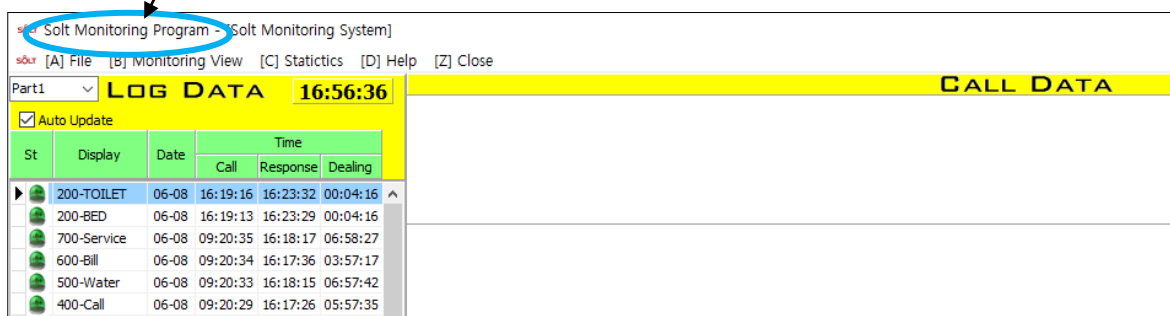 sōLT Solt Monitoring Program - [Solt Monitoring System]
sōLT [A] File [B] Monitoring View [C] Statictics [D] Help [Z] Close
Part1 LOG DATA 16:56:36 CALL DATA
Auto Update
St Display Date Time
Call Response Dealing
200-TOILET 06-08 16:19:16 16:23:32 00:04:16
200-BED 06-08 16:19:13 16:23:29 00:04:16
700-Service 06-08 09:20:35 16:18:17 06:58:27
600-Bill 06-08 09:20:34 16:17:36 03:57:17
500-Water 06-08 09:20:33 16:18:15 06:57:42
400-Call 06-08 09:20:29 16:17:26 05:57:35